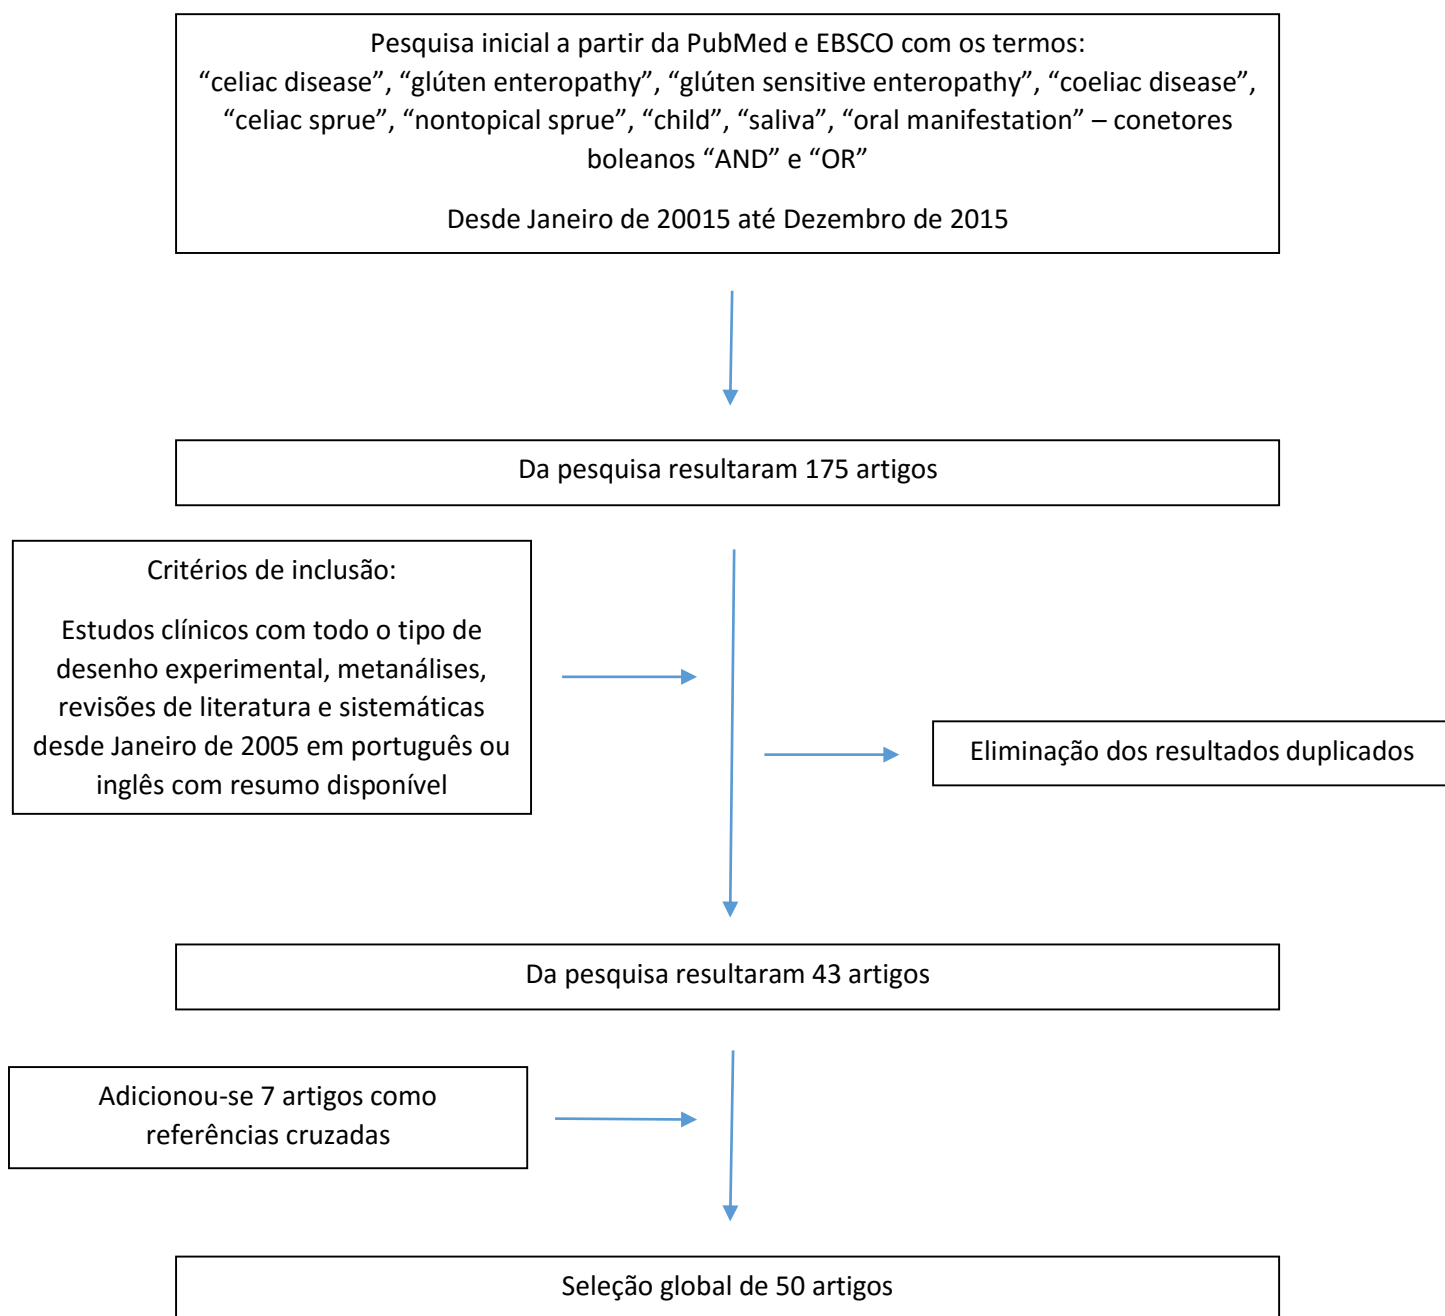 Pesquisa inicial a partir da PubMed e EBSCO com os termos:
“celiac disease”, “glúten enteropathy”, “glúten sensitive enteropathy”, “coeliac disease”,
“celiac sprue”, “nontopical sprue”, “child”, “saliva”, “oral manifestation” – conetores
boleanos “AND” e “OR”
Desde Janeiro de 20015 até Dezembro de 2015
Da pesquisa resultaram 175 artigos
Critérios de inclusão:
Estudos clínicos com todo o tipo de
desenho experimental, metanálises,
revisões de literatura e sistemáticas
desde Janeiro de 2005 em português ou
inglês com resumo disponível
Eliminação dos resultados duplicados
Da pesquisa resultaram 43 artigos
Adicionou-se 7 artigos como
referências cruzadas
Seleção global de 50 artigos